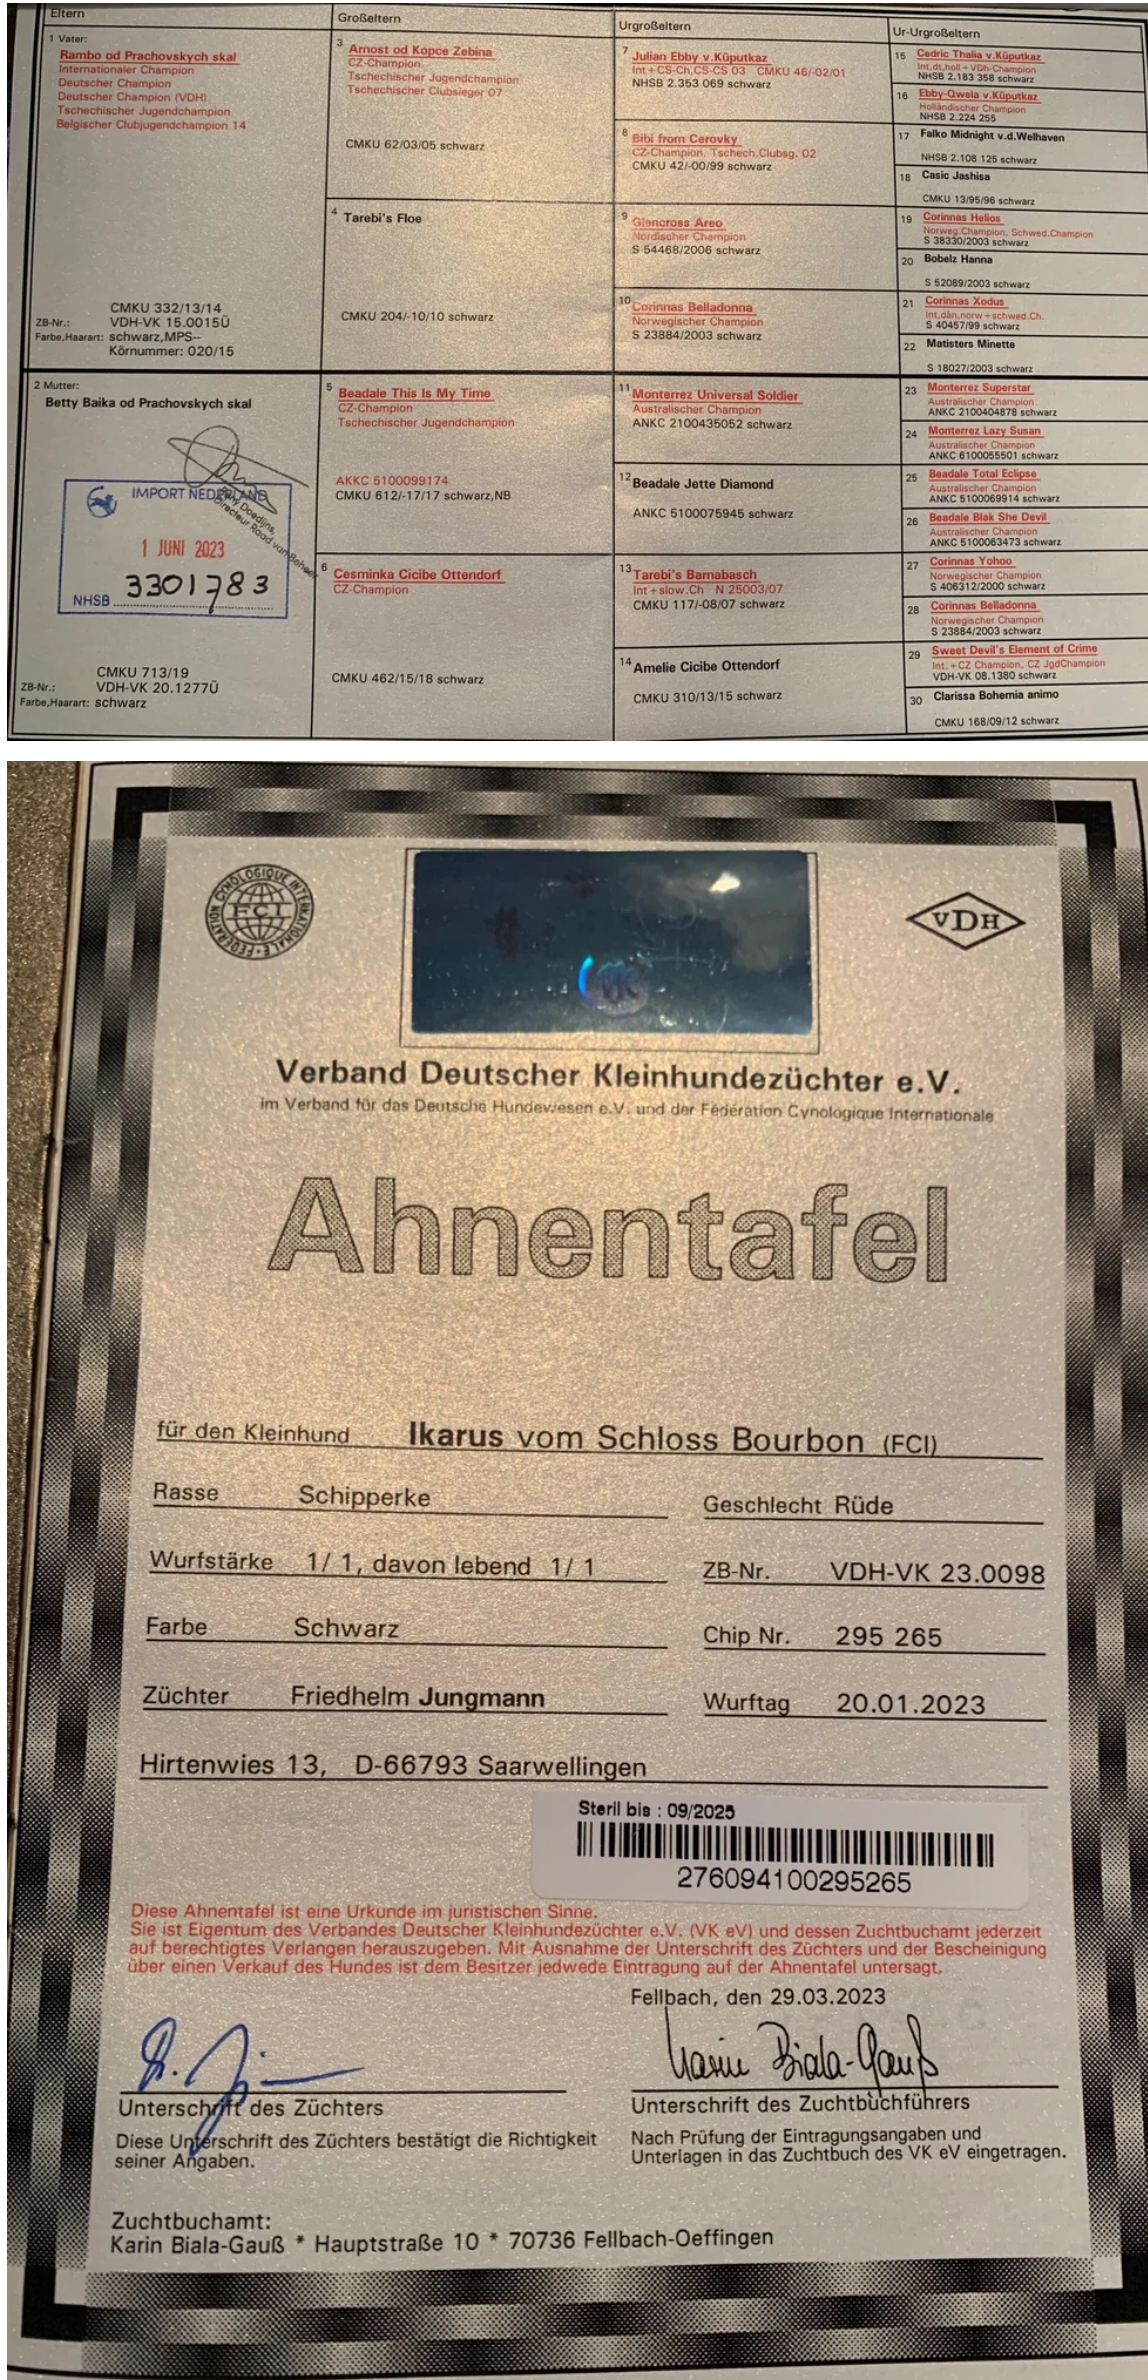 Eltern
Großeltern
Urgroßeltern
Ur-Urgroßeltern
1 Vater:
Rambo od Prachovskych skal
Internationaler Champion
Deutscher Champion
Deutscher Champion (VDH)
Tschechischer Jugendchampion
Belgischer Clubjugendchampion 14
CMKU 332/13/14
ZB-Nr.: VDH-VK 15.0015Ü
Farbe,Haarart: schwarz,MPS--
Körnummer: 020/15
2 Mutter:
Betty Baika od Prachovskych skal
IMPORT NEDERLAND
Doedijns,
Directeur Raad van Beheer
1 JUNI 2023
NHSB 3301783
CMKU 713/19
ZB-Nr.: VDH-VK 20.1277Ü
Farbe,Haarart: schwarz
3 Arnost od Kopce Zebina
CZ-Champion
Tschechischer Jugendchampion
Tschechischer Clubsieger 07
CMKU 62/03/05 schwarz
4 Tarebi's Floe
CMKU 204/-10/10 schwarz
5 Beadale This Is My Time
CZ-Champion
Tschechischer Jugendchampion
AKKC 5100099174
CMKU 612/-17/17 schwarz,NB
6 Cesminka Cicibe Ottendorf
CZ-Champion
CMKU 462/15/18 schwarz
7 Julian Ebby v.Küputkaz
Int+CS-Ch,CS-CS 03 CMKU 46/-02/01
NHSB 2.353 069 schwarz
8 Bibi from Cerovky
CZ-Champion, Tschech.Clubsg. 02
CMKU 42/-00/99 schwarz
9 Glencross Areo
Nordischer Champion
S 54468/2006 schwarz
10 Corinnas Belladonna
Norwegischer Champion
S 23884/2003 schwarz
11 Monterrez Universal Soldier
Australischer Champion
ANKC 2100435052 schwarz
12 Beadale Jette Diamond
ANKC 5100075945 schwarz
13 Tarebi's Barnabasch
Int+slow.Ch N 25003/07
CMKU 117/-08/07 schwarz
14 Amelie Cicibe Ottendorf
CMKU 310/13/15 schwarz
15 Cedric Thalia v.Küputkaz
Int,dt,holl+VDh-Champion
NHSB 2.183 358 schwarz
16 Ebby-Qwela v.Küputkaz
Holländischer Champion
NHSB 2.224 255
17 Falko Midnight v.d.Welhaven
NHSB 2.108 125 schwarz
18 Casic Jashisa
CMKU 13/95/96 schwarz
19 Corinnas Helios
Norweg.Champion, Schwed.Champion
S 38330/2003 schwarz
20 Bobelz Hanna
S 52089/2003 schwarz
21 Corinnas Xodus
Int,dän,norw+schwed.Ch.
S 40457/99 schwarz
22 Matisters Minette
S 18027/2003 schwarz
23 Monterrez Superstar
Australischer Champion
ANKC 2100404878 schwarz
24 Monterrez Lazy Susan
Australischer Champion
ANKC 6100055501 schwarz
25 Beadale Total Eclipse
Australischer Champion
ANKC 5100069914 schwarz
26 Beadale Blak She Devil
Australischer Champion
ANKC 5100063473 schwarz
27 Corinnas Yohoo
Norwegischer Champion
S 406312/2000 schwarz
28 Corinnas Belladonna
Norwegischer Champion
S 23884/2003 schwarz
29 Sweet Devil's Element of Crime
Int.+CZ Champion, CZ JgdChampion
VDH-VK 08.1380 schwarz
30 Clarissa Bohemia animo
CMKU 168/09/12 schwarz
FEDERATION CYNOLOGIQUE INTERNATIONALE
FCI
VK
VDH
Verband Deutscher Kleinhundezüchter e.V.
im Verband für das Deutsche Hundewesen e.V. und der Fédération Cynologique Internationale
Ahnentafel
für den Kleinhund Ikarus vom Schloss Bourbon (FCI)
Rasse Schipperke
Geschlecht Rüde
Wurfstärke 1/ 1, davon lebend 1/ 1
ZB-Nr. VDH-VK 23.0098
Farbe Schwarz
Chip Nr. 295 265
Züchter Friedhelm Jungmann
Wurftag 20.01.2023
Hirtenwies 13, D-66793 Saarwellingen
Steril bis : 09/2025
276094100295265
Diese Ahnentafel ist eine Urkunde im juristischen Sinne.
Sie ist Eigentum des Verbandes Deutscher Kleinhundezüchter e.V. (VK eV) und dessen Zuchtbuchamt jederzeit
auf berechtigtes Verlangen herauszugeben. Mit Ausnahme der Unterschrift des Züchters und der Bescheinigung
über einen Verkauf des Hundes ist dem Besitzer jedwede Eintragung auf der Ahnentafel untersagt.
Fellbach, den 29.03.2023
Karin Biala-Gauß
Unterschrift des Züchters
Unterschrift des Zuchtbuchführers
Diese Unterschrift des Züchters bestätigt die Richtigkeit
seiner Angaben.
Nach Prüfung der Eintragungsangaben und
Unterlagen in das Zuchtbuch des VK eV eingetragen.
Zuchtbuchamt:
Karin Biala-Gauß * Hauptstraße 10 * 70736 Fellbach-Oeffingen